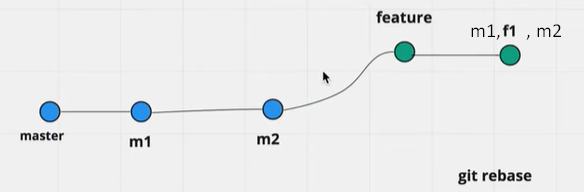 feature
m1, f1 , m2
master
m1
m2
git rebase